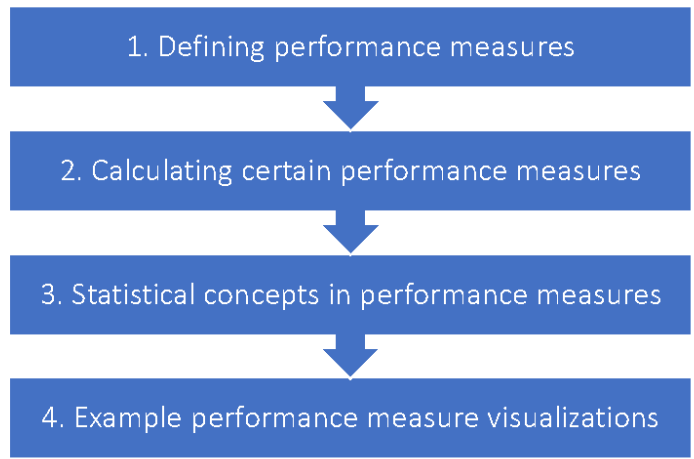 1. Defining performance measures
2. Calculating certain performance measures
3. Statistical concepts in performance measures
4. Example performance measure visualizations